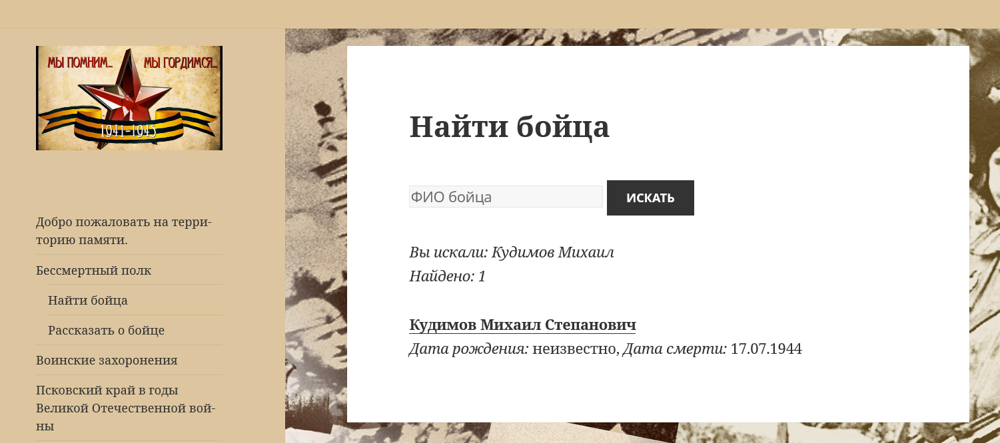 МЫ ПОМНИМ... МЫ ГОРДИМСЯ...
1941-1945
Добро пожаловать на терри-
торию памяти.
Бессмертный полк
Найти бойца
Рассказать о бойце
Воинские захоронения
Псковский край в годы
Великой Отечественной вой-
ны
Найти бойца
ФИО бойца ИСКАТЬ
Вы искали: Кудимов Михаил
Найдено: 1
Кудимов Михаил Степанович
Дата рождения: неизвестно, Дата смерти: 17.07.1944